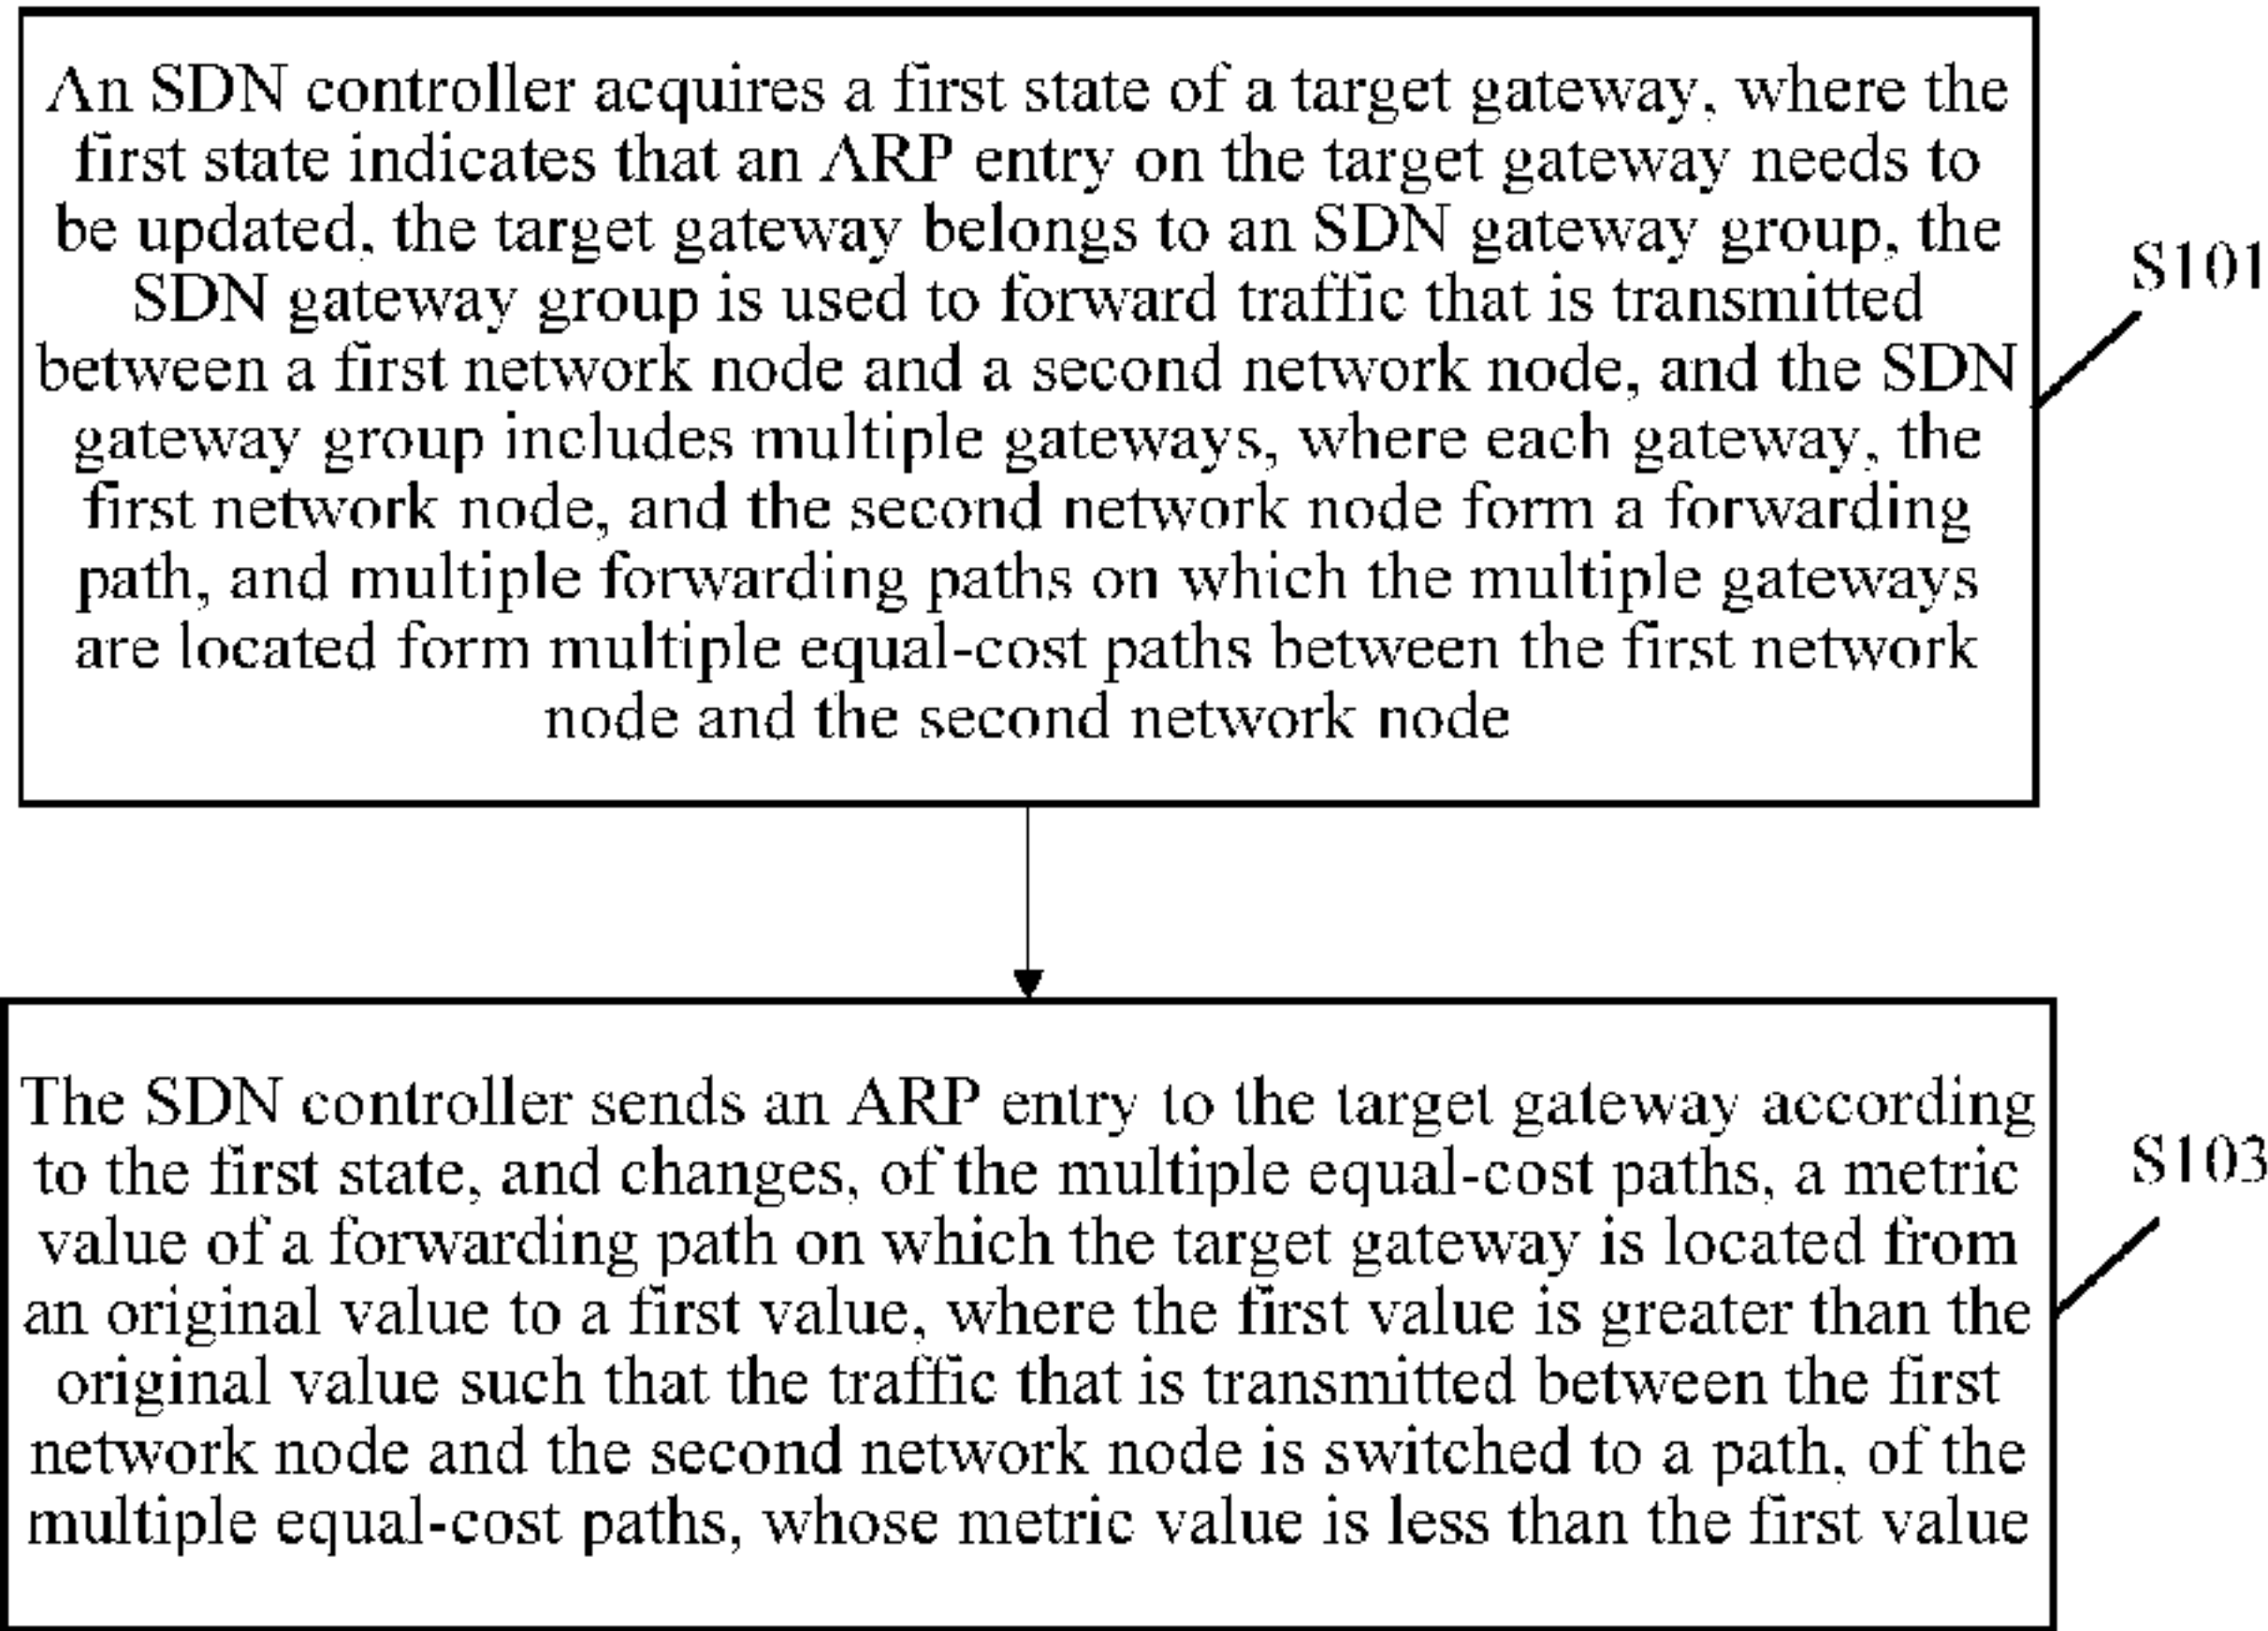 An SDN controller acquires a first state of a target gateway, where the
first state indicates that an ARP entry on the target gateway needs to
be updated, the target gateway belongs to an SDN gateway group, the
SDN gateway group is used to forward traffic that is transmitted
between a first network node and a second network node, and the SDN
gateway group includes multiple gateways, where each gateway, the
first network node, and the second network node form a forwarding
path, and multiple forwarding paths on which the multiple gateways
are located form multiple equal-cost paths between the first network
node and the second network node
S101
The SDN controller sends an ARP entry to the target gateway according
to the first state, and changes, of the multiple equal-cost paths, a metric
value of a forwarding path on which the target gateway is located from
an original value to a first value, where the first value is greater than the
original value such that the traffic that is transmitted between the first
network node and the second network node is switched to a path, of the
multiple equal-cost paths, whose metric value is less than the first value
S103